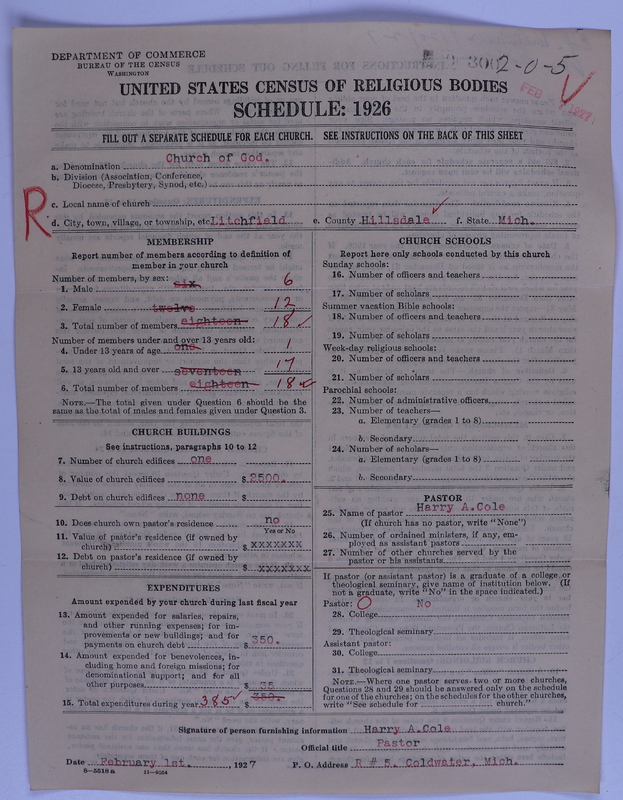 DEPARTMENT OF COMMERCE
BUREAU OF THE CENSUS
WASHINGTON
2-0-5
FEB 1927
UNITED STATES CENSUS OF RELIGIOUS BODIES
SCHEDULE: 1926
FILL OUT A SEPARATE SCHEDULE FOR EACH CHURCH. SEE INSTRUCTIONS ON THE BACK OF THIS SHEET
a. Denomination Church of God.
b. Division (Association, Conference,
Diocese, Presbytery, Synod, etc.)
c. Local name of church
R
d. City, town, village, or township, etc Litchfield e. County Hillsdale f. State Mich.
MEMBERSHIP
Report number of members according to definition of
member in your church
Number of members, by sex:
1. Male six 6
2. Female twelve 12
3. Total number of members eighteen 18
Number of members under and over 13 years old:
4. Under 13 years of age one 1
5. 13 years old and over seventeen 17
6. Total number of members eighteen 18
NOTE.—The total given under Question 6 should be the
same as the total of males and females given under Question 3.
CHURCH BUILDINGS
See instructions, paragraphs 10 to 12
7. Number of church edifices one
8. Value of church edifices $2500.
9. Debt on church edifices none $
10. Does church own pastor's residence no
Yes or No
11. Value of pastor's residence (if owned by
church) $ xxxxxxx
12. Debt on pastor's residence (if owned by
church) $ xxxxxxx
EXPENDITURES
Amount expended by your church during last fiscal year
13. Amount expended for salaries, repairs,
and other running expenses; for im-
provements or new buildings; and for
payments on church debt $ 350.
14. Amount expended for benevolences, in-
cluding home and foreign missions; for
denominational support; and for all
other purposes $ 35
15. Total expenditures during year 385 $ 350.
CHURCH SCHOOLS
Report here only schools conducted by this church
Sunday schools:
16. Number of officers and teachers
17. Number of scholars
Summer vacation Bible schools:
18. Number of officers and teachers
19. Number of scholars
Week-day religious schools:
20. Number of officers and teachers
21. Number of scholars
Parochial schools:
22. Number of administrative officers
23. Number of teachers—
a. Elementary (grades 1 to 8)
b. Secondary
24. Number of scholars—
a. Elementary (grades 1 to 8)
b. Secondary
PASTOR
25. Name of pastor Harry A.Cole
(If church has no pastor, write "None")
26. Number of ordained ministers, if any, em-
ployed as assistant pastors
27. Number of other churches served by the
pastor or his assistants
If pastor (or assistant pastor) is a graduate of a college or
theological seminary, give name of institution below. (If
not a graduate, write "No" in the space indicated.)
Pastor: O No
28. College
29. Theological seminary
Assistant pastor:
30. College
31. Theological seminary
NOTE.—Where one pastor serves two or more churches,
Questions 28 and 29 should be answered only on the schedule
for one of the churches; on the schedules for the other churches,
write "See schedule for church."
Signature of person furnishing information Harry A.Cole
Official title Pastor
Date February 1st. , 1927 P. O. Address R # 5. Coldwater, Mich.
8—5618a 11—9264